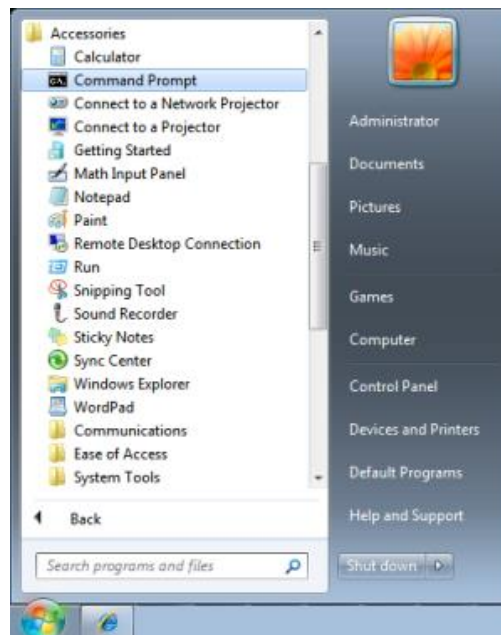 Accessories
Calculator
Command Prompt
Connect to a Network Projector
Connect to a Projector
Getting Started
Math Input Panel
Notepad
Paint
Remote Desktop Connection
Run
Snipping Tool
Sound Recorder
Sticky Notes
Sync Center
Windows Explorer
WordPad
Communications
Ease of Access
System Tools
Back
Search programs and files
Administrator
Documents
Pictures
Music
Games
Computer
Control Panel
Devices and Printers
Default Programs
Help and Support
Shut down